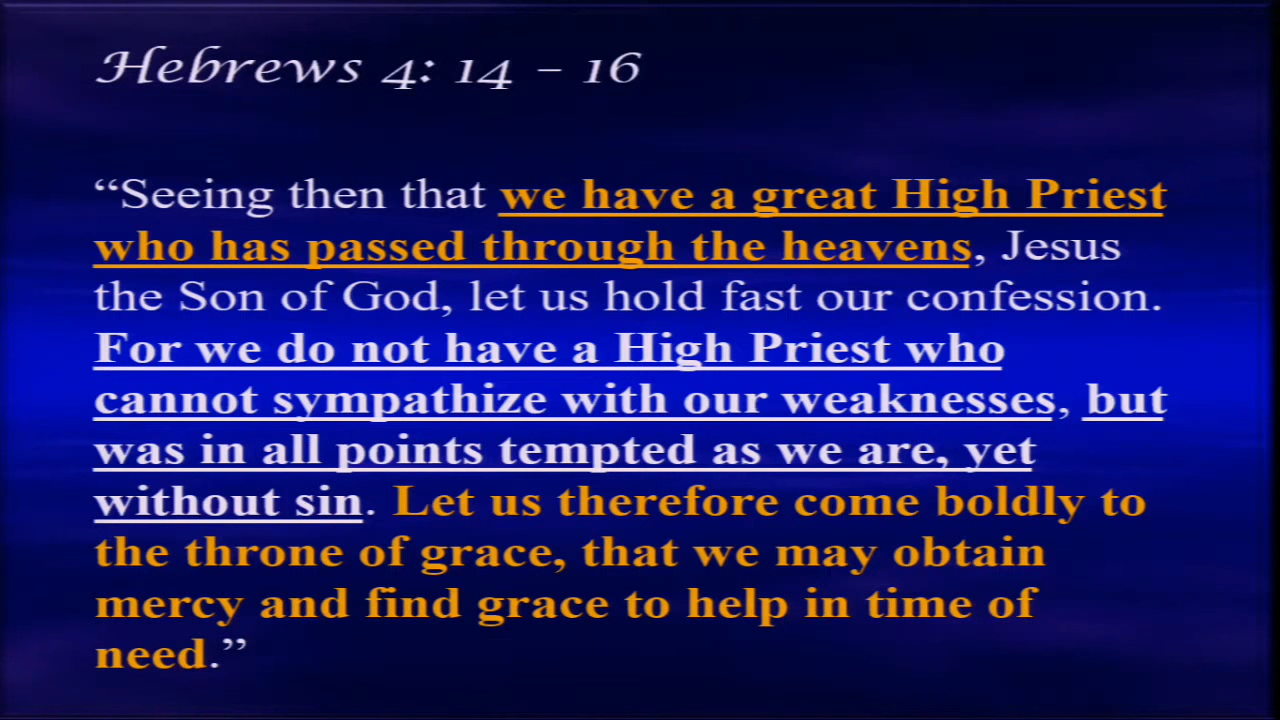 Hebrews 4: 14 – 16
“Seeing then that we have a great High Priest
who has passed through the heavens, Jesus
the Son of God, let us hold fast our confession.
For we do not have a High Priest who
cannot sympathize with our weaknesses, but
was in all points tempted as we are, yet
without sin. Let us therefore come boldly to
the throne of grace, that we may obtain
mercy and find grace to help in time of
need.”